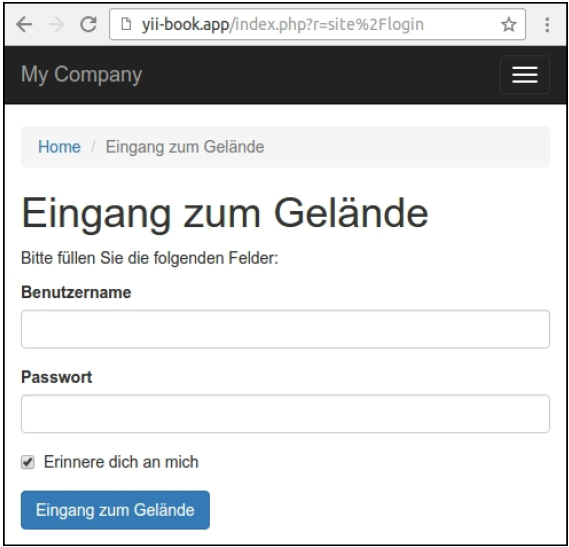 yii-book.app/index.php?r=site%2Flogin
My Company
Home / Eingang zum Gelände
Eingang zum Gelände
Bitte füllen Sie die folgenden Felder:
Benutzername
Passwort
Erinnere dich an mich
Eingang zum Gelände